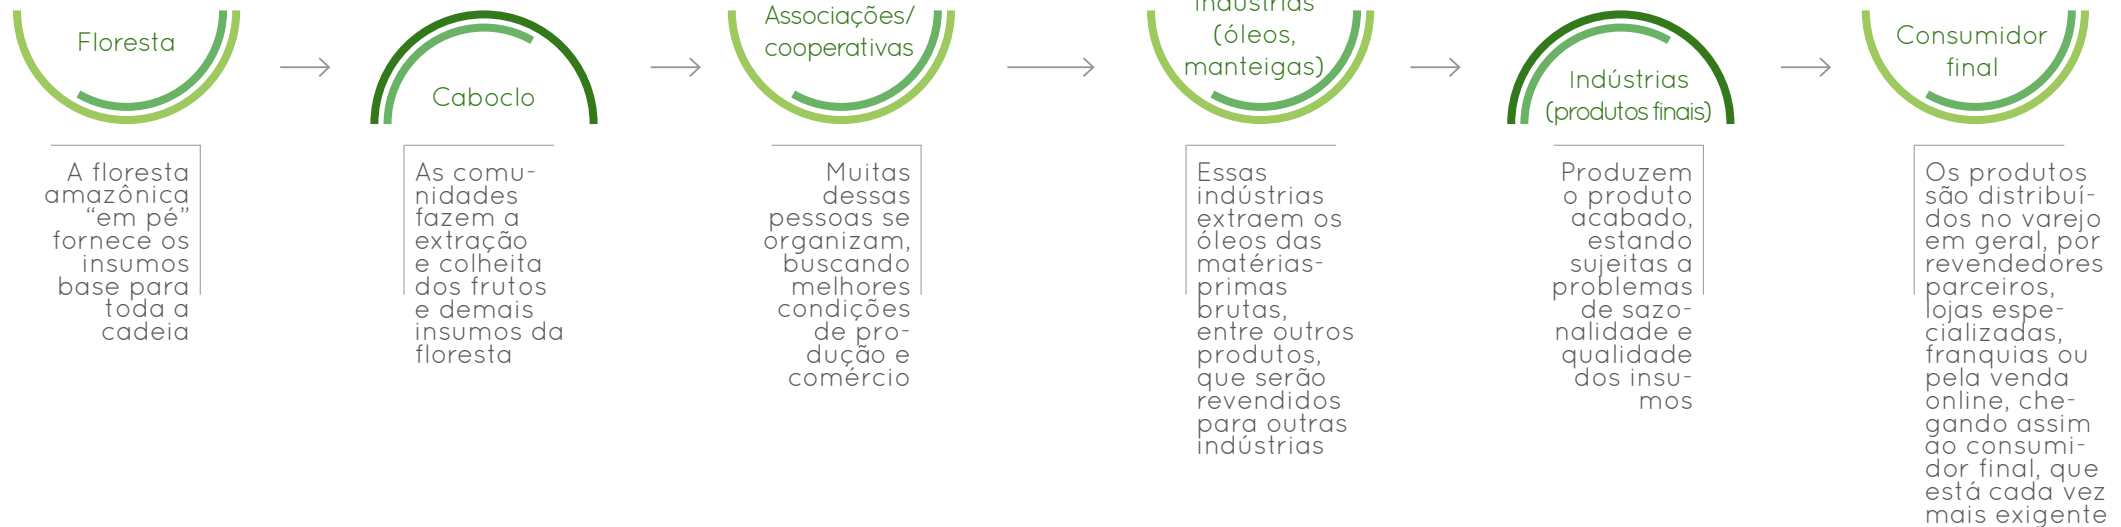 Floresta
A floresta
amazônica
“em pé”
fornece os
insumos
base para
toda a
cadeia
Caboclo
As comu-
nidades
fazem a
extração
e colheita
dos frutos
e demais
insumos da
floresta
Associações/
cooperativas
Muitas
dessas
pessoas se
organizam,
buscando
melhores
condições
de pro-
dução e
comércio
Indústrias
(óleos,
manteigas)
Essas
indústrias
extraem os
óleos das
matérias-
primas
brutas,
entre outros
produtos,
que serão
revendidos
para outras
indústrias
Indústrias
(produtos finais)
Produzem
o produto
acabado,
estando
sujeitas a
problemas
de sazo-
nalidade e
qualidade
dos insu-
mos
Consumidor
final
Os produtos
são distribuí-
dos no varejo
em geral, por
revendedores
parceiros,
lojas espe-
cializadas,
franquias ou
pela venda
online, che-
gando assim
ao consumi-
dor final, que
está cada vez
mais exigente